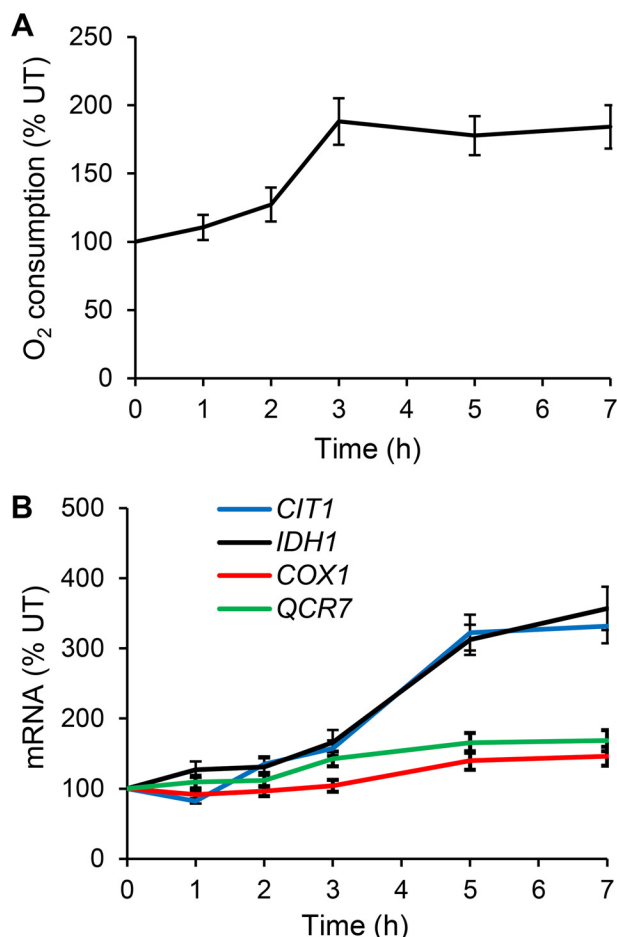 A
O2 consumption (% UT)
250
200
150
100
50
0
0 1 2 3 4 5 6 7
Time (h)
B
mRNA (% UT)
500
400
300
200
100
0
CIT1
IDH1
COX1
QCR7
0 1 2 3 4 5 6 7
Time (h)